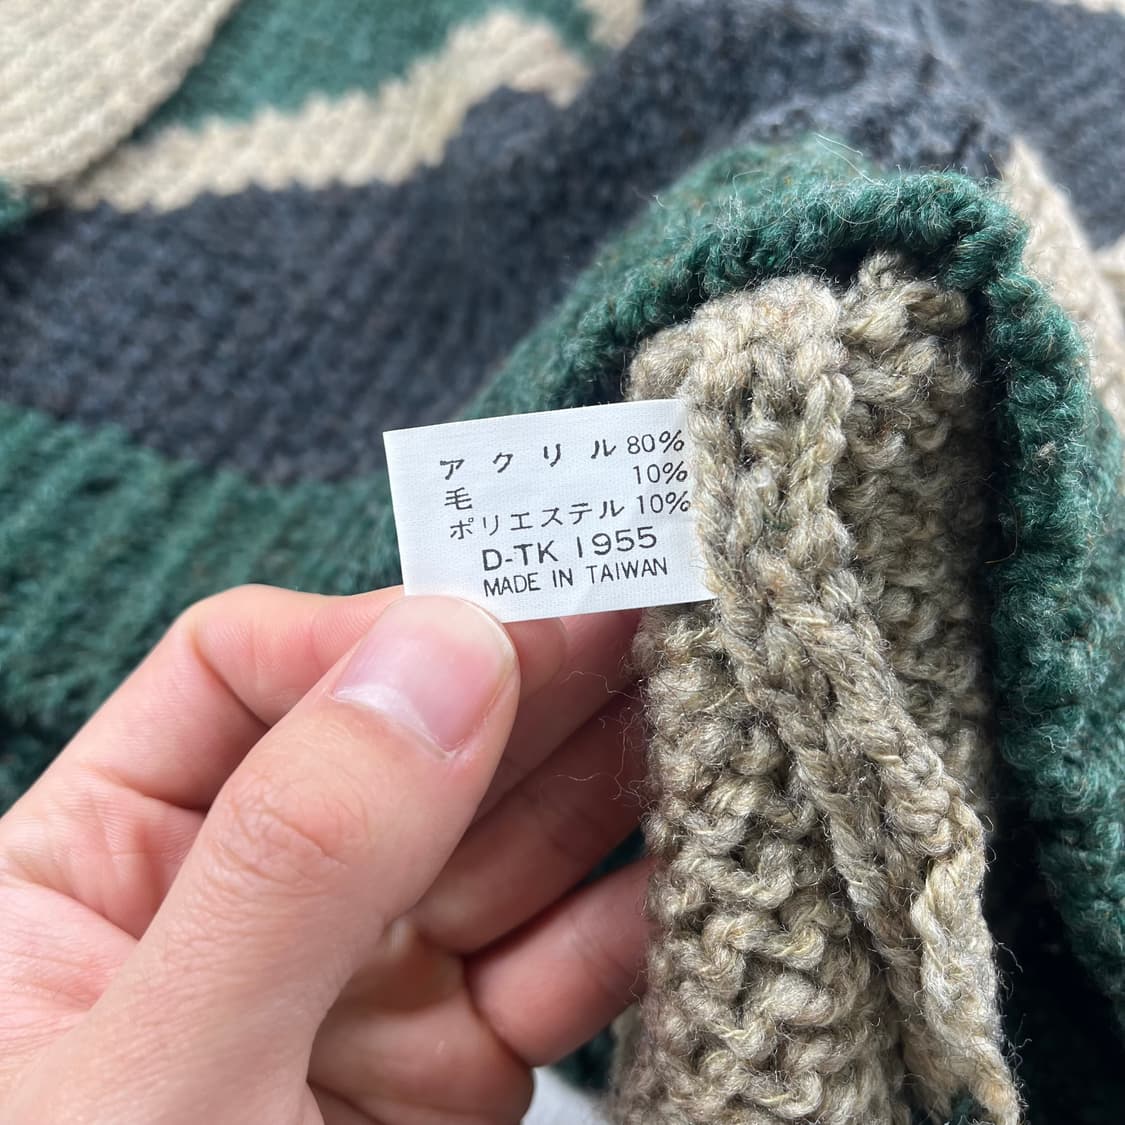 アクリル 80%
毛 10%
ポリエステル 10%
D-TK 1955
MADE IN TAIWAN